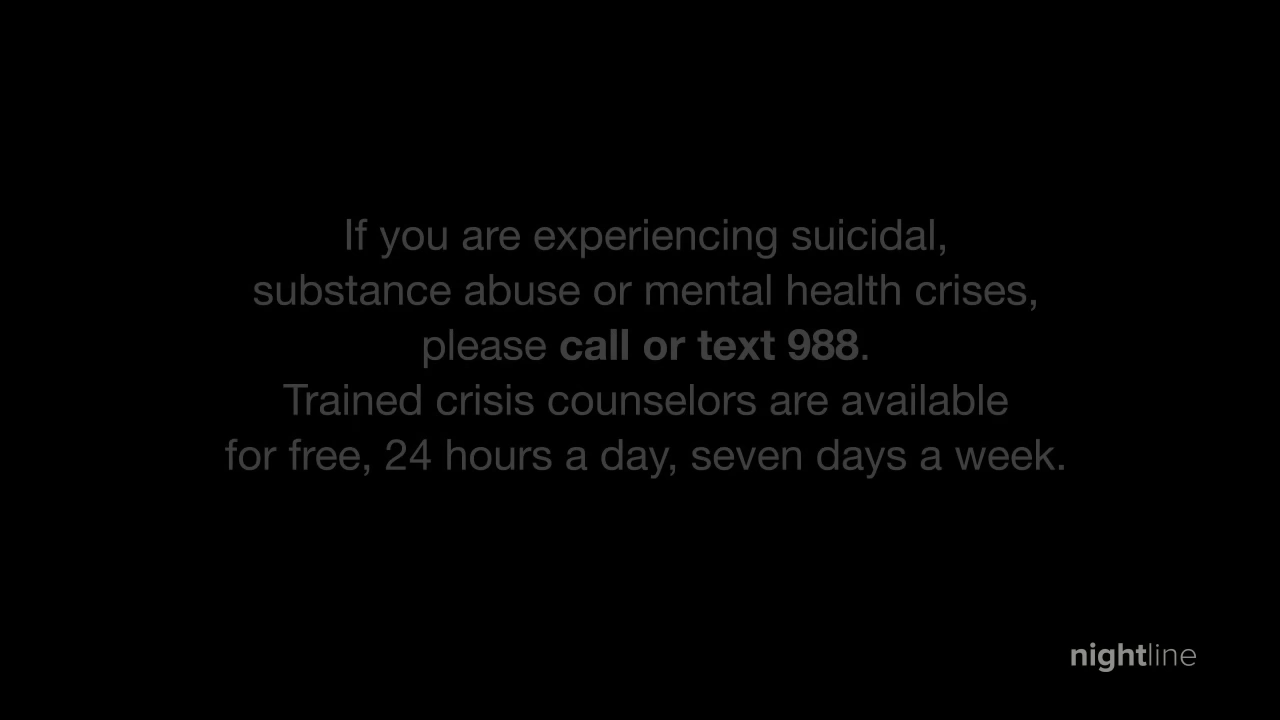 If you are experiencing suicidal,
substance abuse or mental health crises,
please call or text 988.
Trained crisis counselors are available
for free, 24 hours a day, seven days a week.
nightline